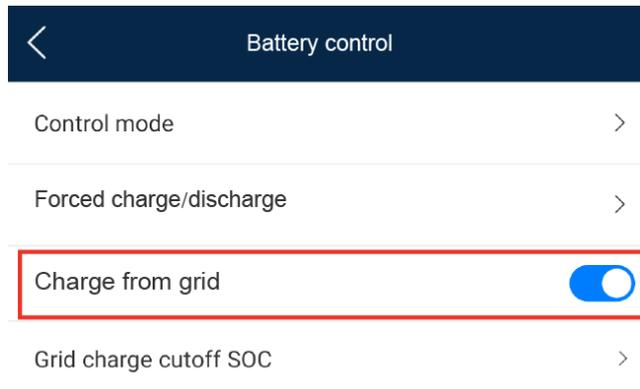 Battery control
Control mode
Forced charge/discharge
Charge from grid
Grid charge cutoff SOC